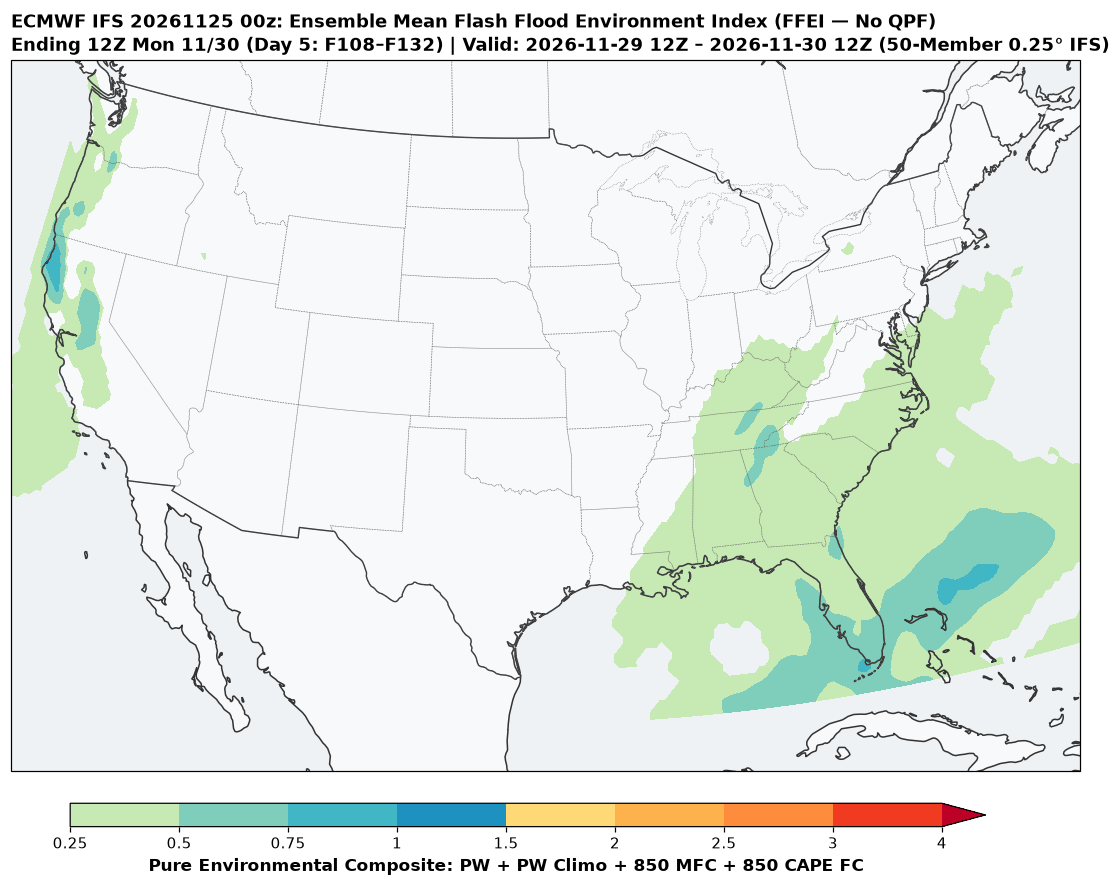 ECMWF IFS 20261125 00z: Ensemble Mean Flash Flood Environment Index (FFEI — No QPF)
Ending 12Z Mon 11/30 (Day 5: F108–F132) | Valid: 2026-11-29 12Z – 2026-11-30 12Z (50-Member 0.25° IFS)
0.25 0.5 0.75 1 1.5 2 2.5 3 4
Pure Environmental Composite: PW + PW Climo + 850 MFC + 850 CAPE FC